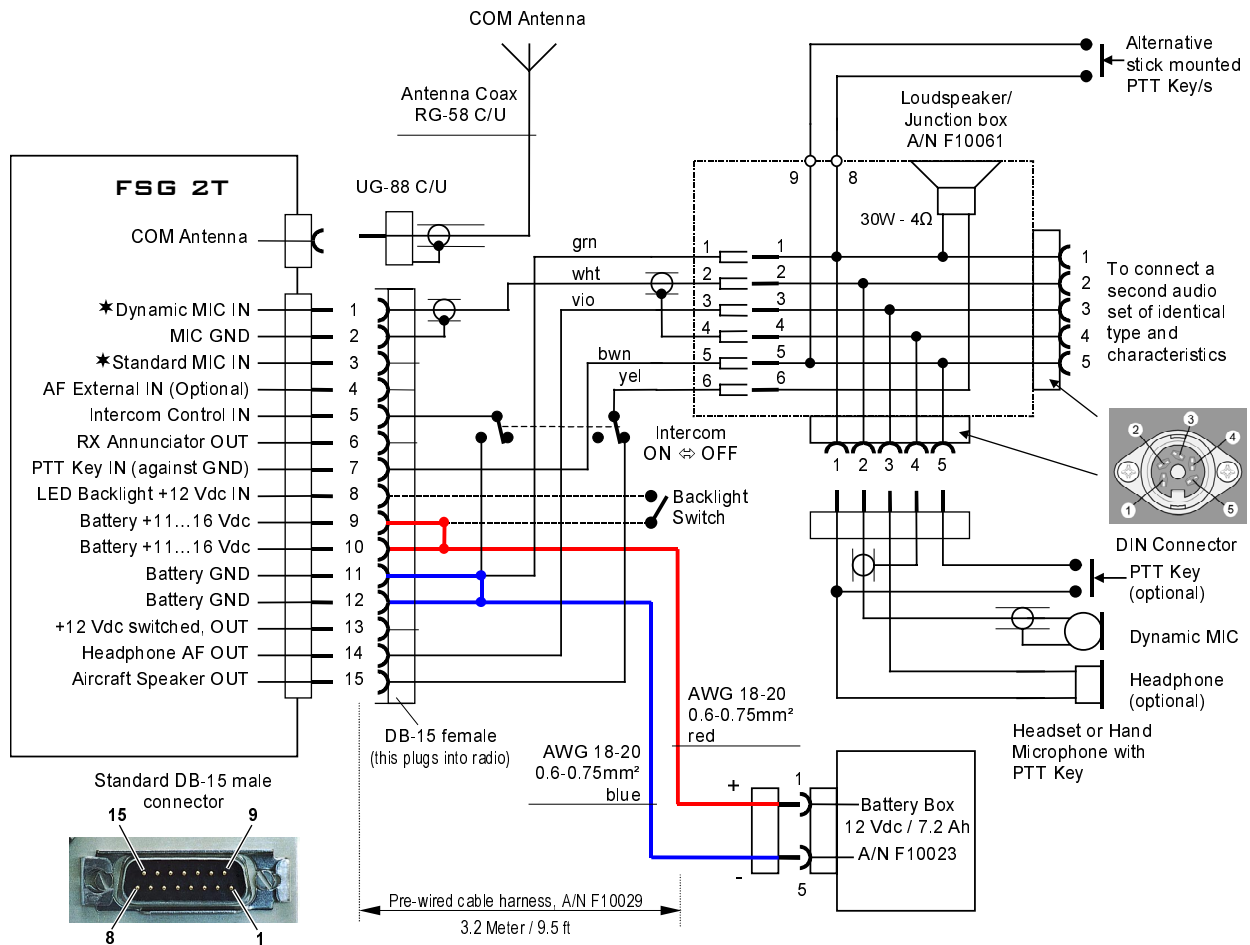 COM Antenna
Antenna Coax
RG-58 C/U
Alternative
stick mounted
PTT Key/s
Loudspeaker/
Junction box
A/N F10061
FSG 2T
UG-88 C/U
COM Antenna
9
8
30W - 4Ω
grn
wht
vio
bwn
yel
1 1 1
2 2 2
3 3 3
4 4 4
5 5 5
6 6
To connect a
second audio
set of identical
type and
characteristics
★Dynamic MIC IN 1
MIC GND 2
★Standard MIC IN 3
AF External IN (Optional) 4
Intercom Control IN 5
RX Annunciator OUT 6
PTT Key IN (against GND) 7
LED Backlight +12 Vdc IN 8
Battery +11...16 Vdc 9
Battery +11...16 Vdc 10
Battery GND 11
Battery GND 12
+12 Vdc switched, OUT 13
Headphone AF OUT 14
Aircraft Speaker OUT 15
Intercom
ON ⇔ OFF
Backlight
Switch
1 2 3 4 5
3
2
4
1
5
DIN Connector
PTT Key
(optional)
Dynamic MIC
Headphone
(optional)
Headset or Hand
Microphone with
PTT Key
DB-15 female
(this plugs into radio)
AWG 18-20
0.6-0.75mm²
red
AWG 18-20
0.6-0.75mm²
blue
+
-
1
5
Battery Box
12 Vdc / 7.2 Ah
A/N F10023
Standard DB-15 male
connector
15
9
8
1
Pre-wired cable harness, A/N F10029
3.2 Meter / 9.5 ft